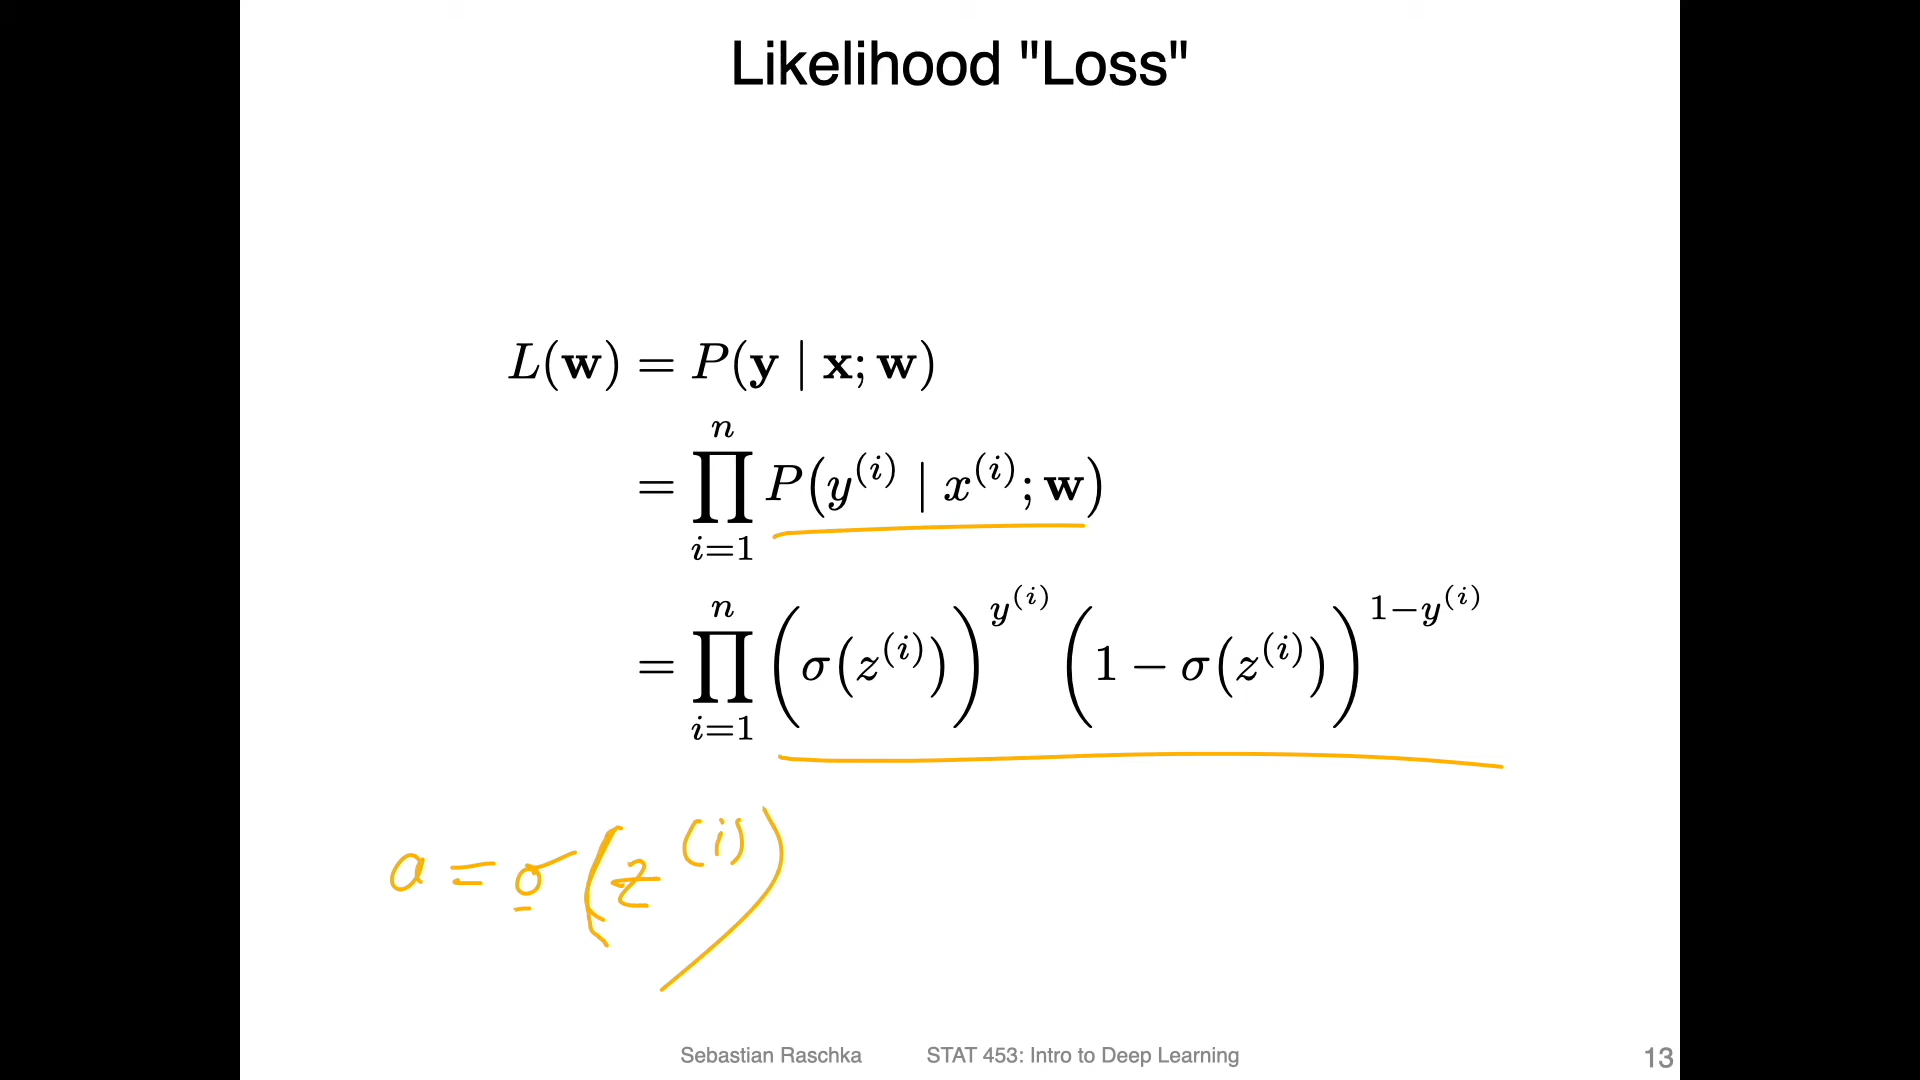 Likelihood "Loss"
L(𝐰) = P(𝐲 | 𝐱; 𝐰)
= ∏_{i=1}^{n} P(y^{(i)} | x^{(i)}; 𝐰)
= ∏_{i=1}^{n} (σ(z^{(i)}))^{y^{(i)}} (1 − σ(z^{(i)}))^{1−y^{(i)}}
a = σ(z^{(i)})
Sebastian Raschka STAT 453: Intro to Deep Learning 13